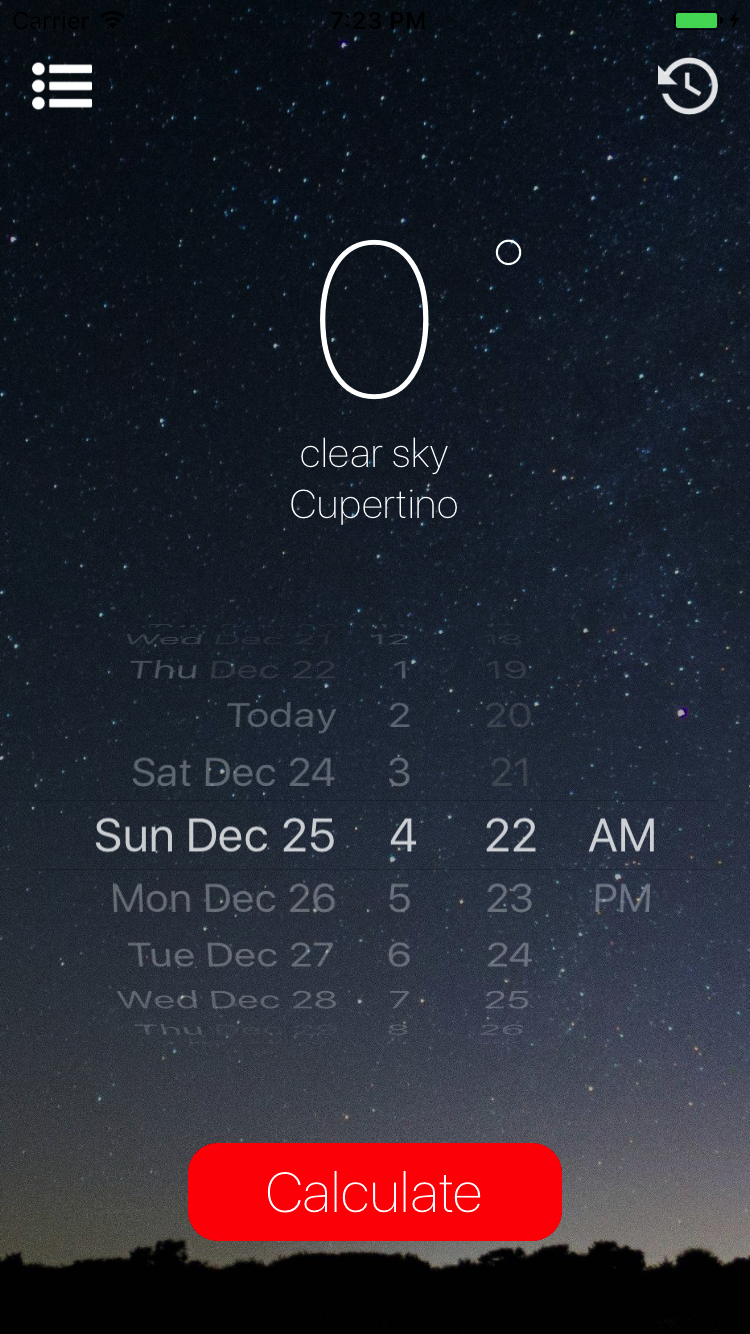 Carrier 7:23 PM
0°
clear sky
Cupertino
Wed Dec 21 12 18
Thu Dec 22 1 19
Today 2 20
Sat Dec 24 3 21
Sun Dec 25 4 22 AM
Mon Dec 26 5 23 PM
Tue Dec 27 6 24
Wed Dec 28 7 25
Thu Dec 29 8 26
Calculate